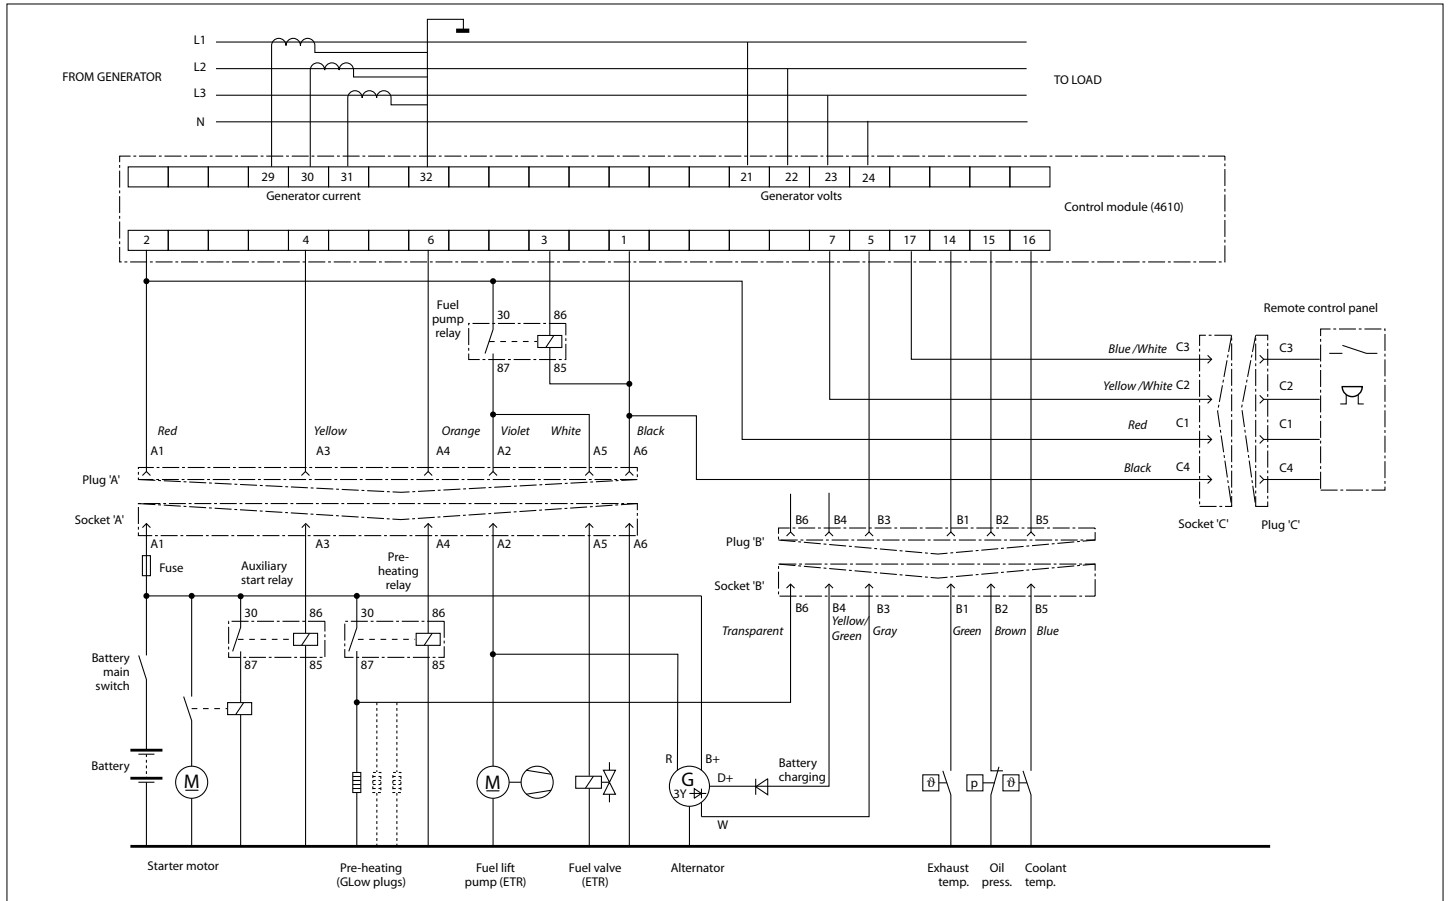 L1
L2
FROM GENERATOR
TO LOAD
L3
N
29 30 31 32 21 22 23 24
Generator current
Generator volts
Control module (4610)
2 4 6 3 1 7 5 17 14 15 16
Fuel
pump
relay
30 86
87 85
Remote control panel
Blue /White C3 C3
Yellow /White C2 C2
Red C1 C1
Black C4 C4
Socket 'C' Plug 'C'
Red Yellow Orange Violet White Black
A1 A3 A4 A2 A5 A6
Plug 'A'
Socket 'A'
A1 A3 A4 A2 A5 A6
B6 B4 B3 B1 B2 B5
Plug 'B'
Socket 'B'
B6 B4 B3 B1 B2 B5
Transparent
Yellow/
Green
Gray
Green
Brown
Blue
Fuse
Auxiliary
start relay
Pre-
heating
relay
30 86
87 85
30 86
87 85
Battery
main
switch
Battery
M
M
R B+
G
3Y
D+
W
Battery
charging
ϑ
p
ϑ
Starter motor
Pre-heating
(GLow plugs)
Fuel lift
pump (ETR)
Fuel valve
(ETR)
Alternator
Exhaust
temp.
Oil
press.
Coolant
temp.